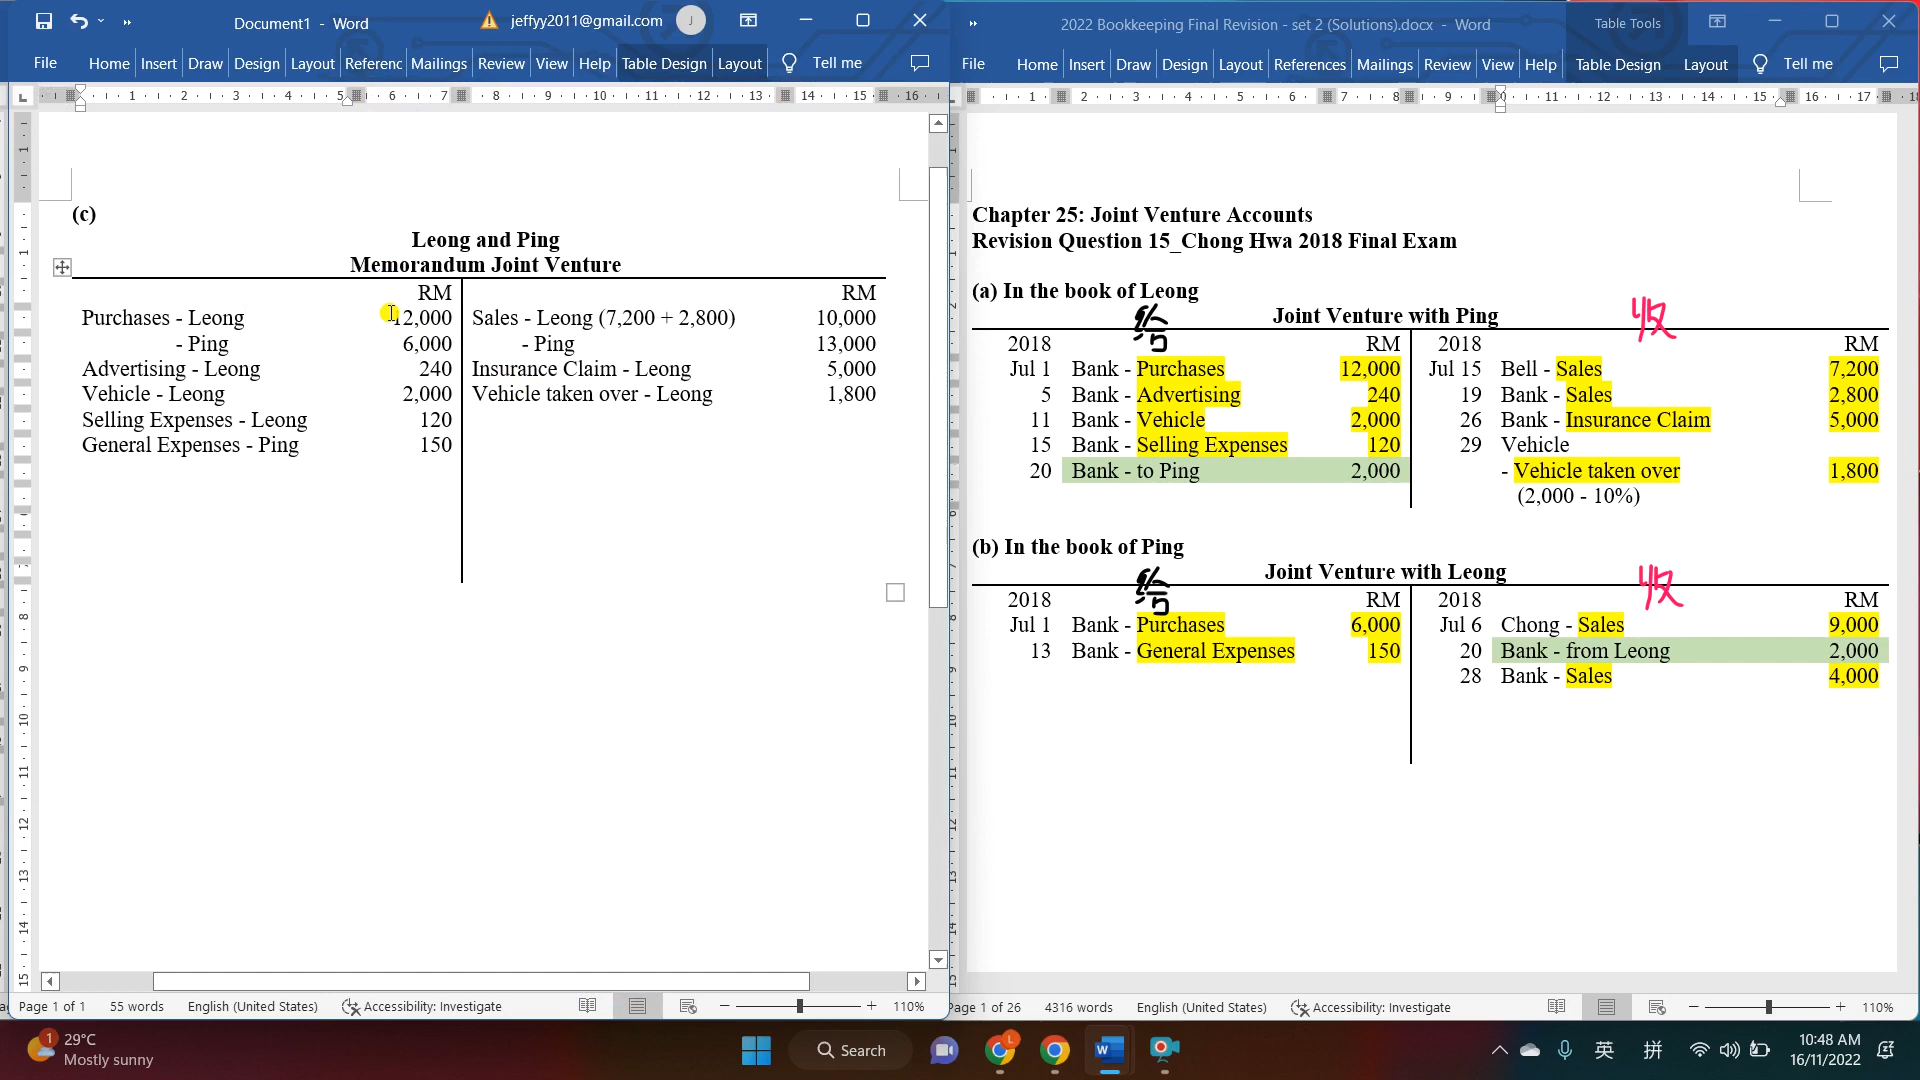 Document1 - Word
jeffyy2011@gmail.com
J
File Home Insert Draw Design Layout Referenc Mailings Review View Help Table Design Layout Tell me
(c)
Leong and Ping
Memorandum Joint Venture
RM RM
Purchases - Leong 12,000 Sales - Leong (7,200 + 2,800) 10,000
- Ping 6,000 - Ping 13,000
Advertising - Leong 240 Insurance Claim - Leong 5,000
Vehicle - Leong 2,000 Vehicle taken over - Leong 1,800
Selling Expenses - Leong 120
General Expenses - Ping 150
Page 1 of 1 55 words English (United States) Accessibility: Investigate 110%
2022 Bookkeeping Final Revision - set 2 (Solutions).docx - Word
Table Tools
File Home Insert Draw Design Layout References Mailings Review View Help Table Design Layout Tell me
Chapter 25: Joint Venture Accounts
Revision Question 15_Chong Hwa 2018 Final Exam
(a) In the book of Leong
给 Joint Venture with Ping 收
2018 RM 2018 RM
Jul 1 Bank - Purchases 12,000 Jul 15 Bell - Sales 7,200
5 Bank - Advertising 240 19 Bank - Sales 2,800
11 Bank - Vehicle 2,000 26 Bank - Insurance Claim 5,000
15 Bank - Selling Expenses 120 29 Vehicle
20 Bank - to Ping 2,000 - Vehicle taken over 1,800
(2,000 - 10%)
(b) In the book of Ping
给 Joint Venture with Leong 收
2018 RM 2018 RM
Jul 1 Bank - Purchases 6,000 Jul 6 Chong - Sales 9,000
13 Bank - General Expenses 150 20 Bank - from Leong 2,000
28 Bank - Sales 4,000
Page 1 of 26 4316 words English (United States) Accessibility: Investigate 110%
1
29°C
Mostly sunny
Search
英 拼
10:48 AM
16/11/2022